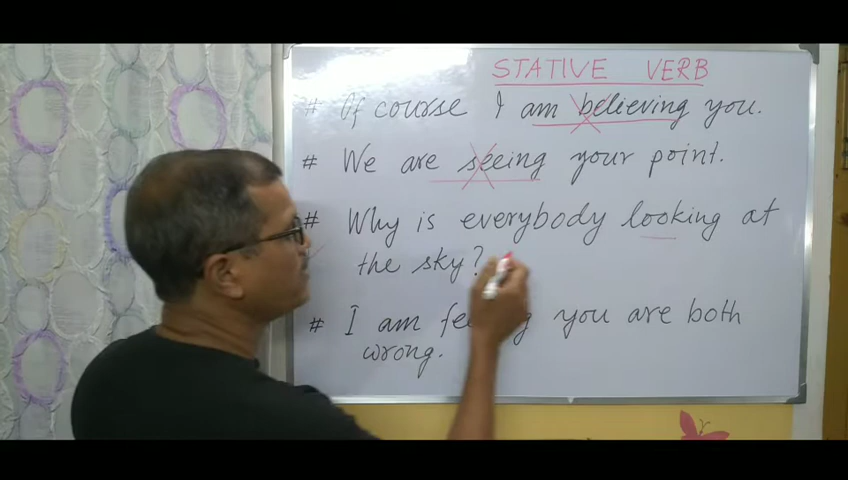 STATIVE VERB
# Of course I am believing you.
# We are seeing your point.
# Why is everybody looking at
the sky?
# I am you are both
wrong.